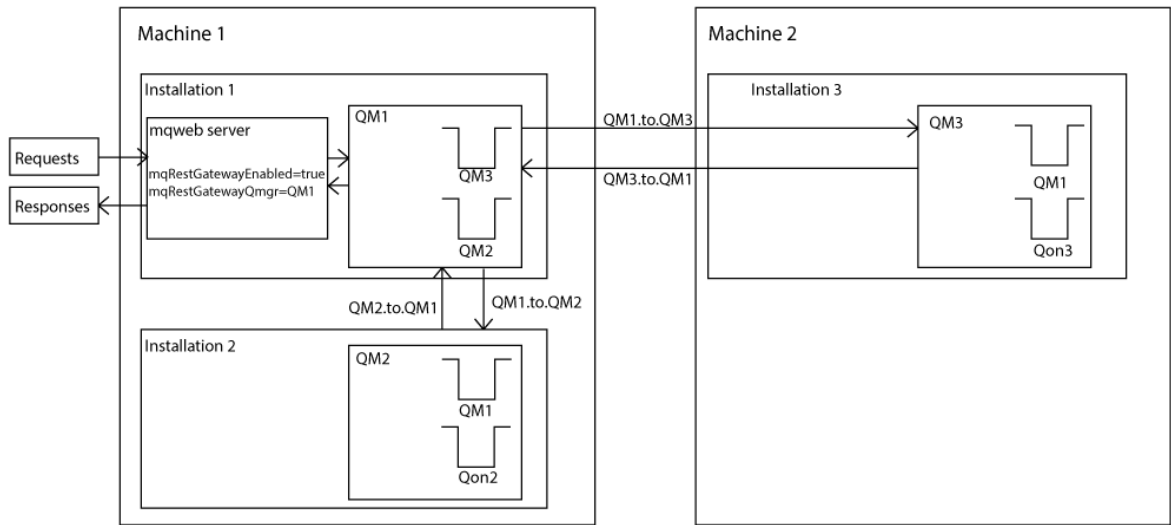 Machine 1
Machine 2
Installation 1
Installation 3
mqweb server
QM1
QM3
QM1.to.QM3
Requests
mqRestGatewayEnabled=true
mqRestGatewayQmgr=QM1
QM3
QM3.to.QM1
QM1
Responses
QM2
Qon3
QM2.to.QM1
QM1.to.QM2
Installation 2
QM2
QM1
Qon2